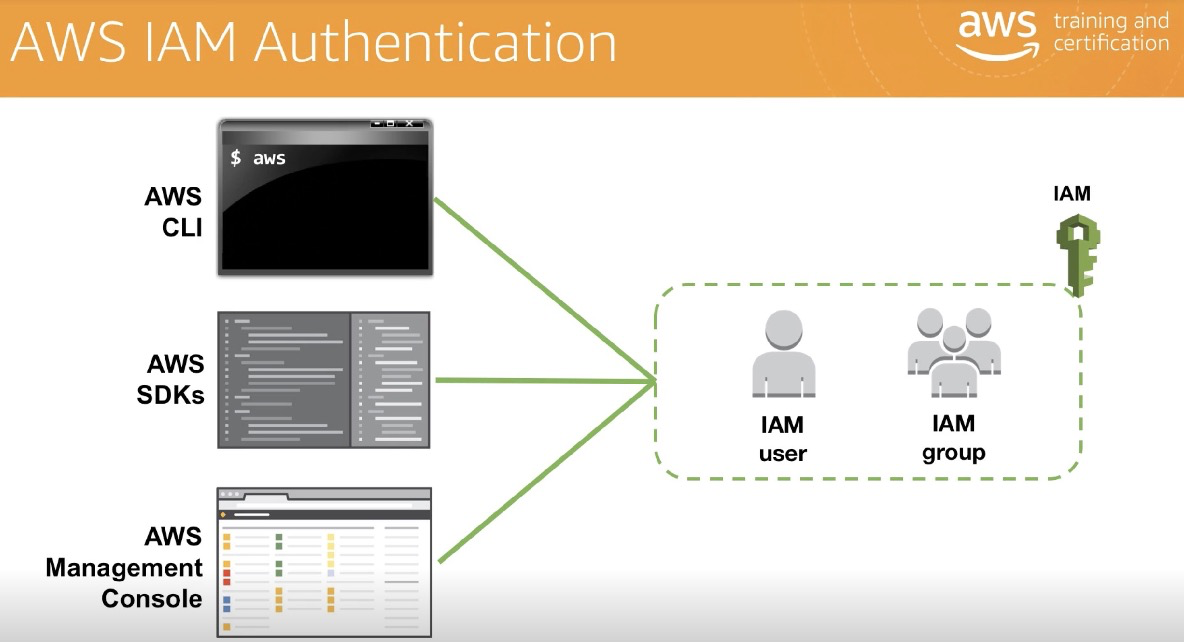 AWS IAM Authentication
aws
training and
certification
$ aws
AWS
CLI
AWS
SDKs
AWS
Management
Console
IAM
IAM
user
IAM
group